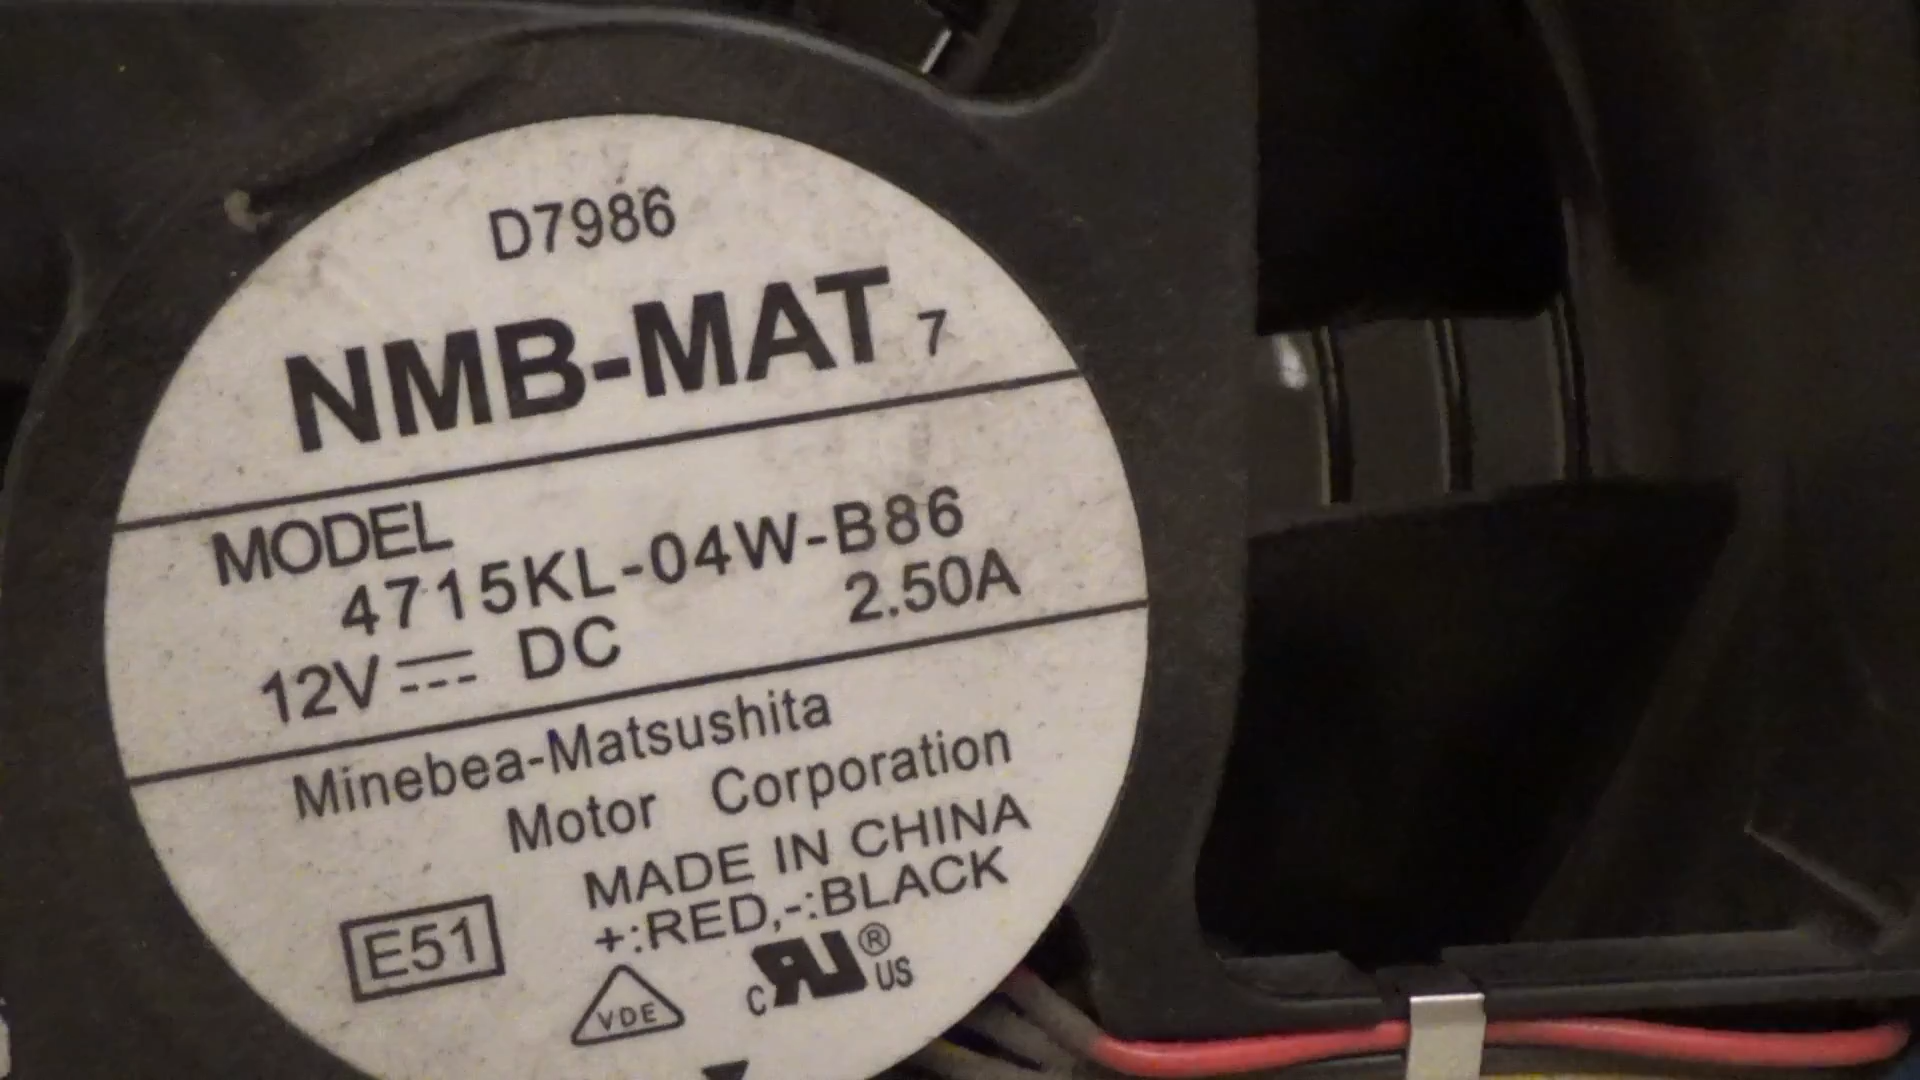 D7986
NMB-MAT 7
MODEL
4715KL-04W-B86
12V DC 2.50A
Minebea-Matsushita
Motor Corporation
MADE IN CHINA
+:RED,-:BLACK
E51
VDE
C RU ® US